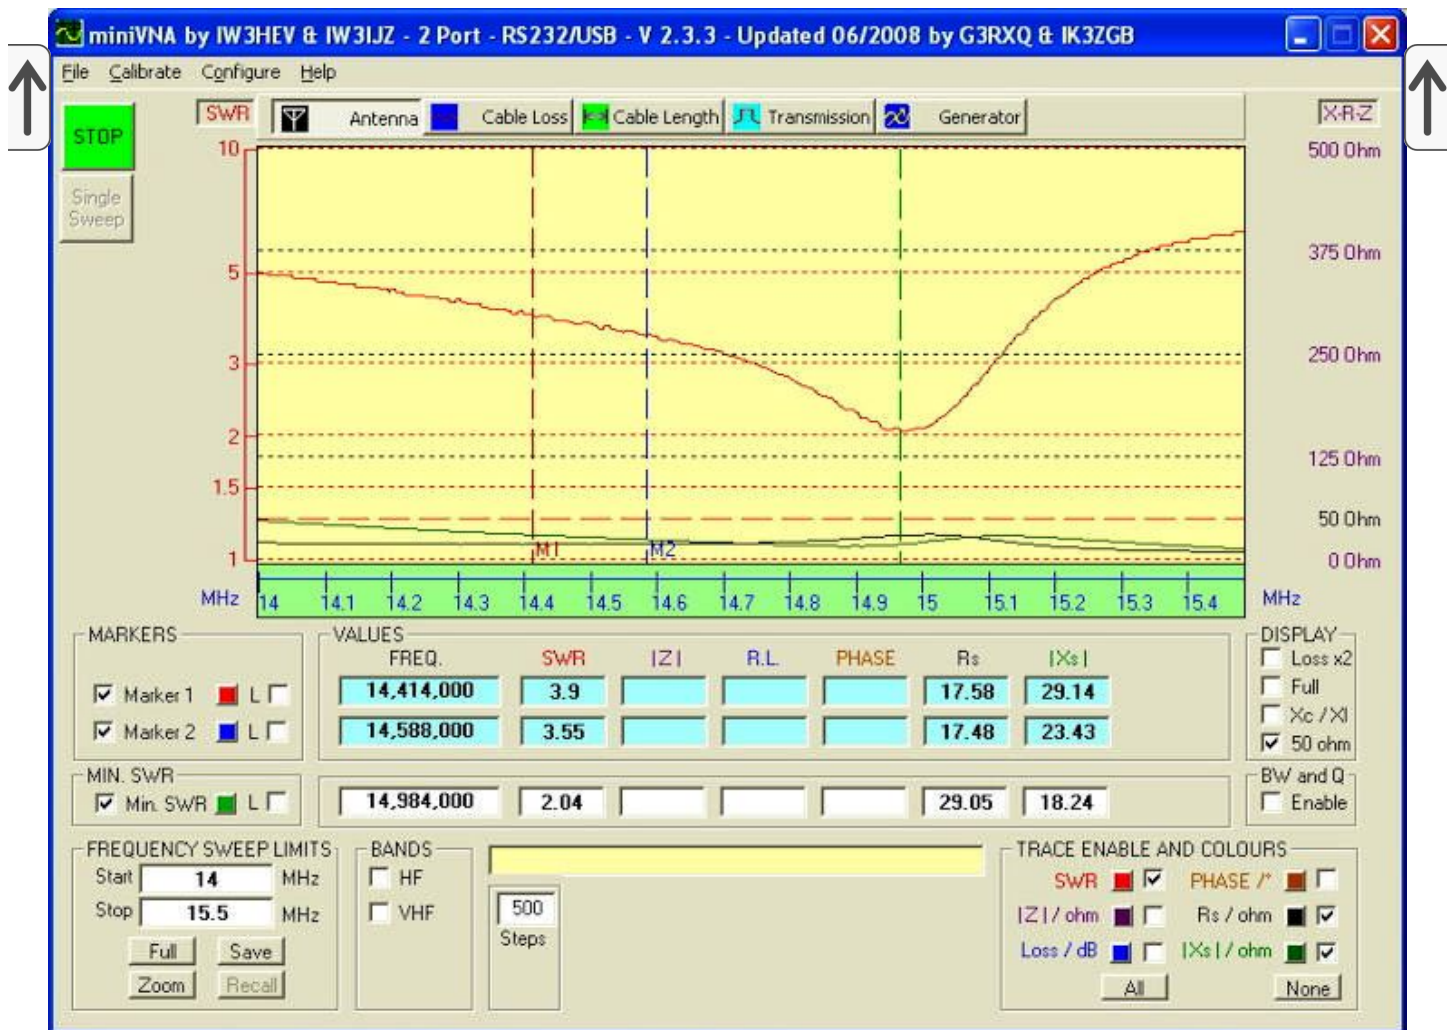 miniVNA by IW3HEV & IW3IJZ - 2 Port - RS232/USB - V 2.3.3 - Updated 06/2008 by G3RXQ & IK3ZGB
File Calibrate Configure Help
STOP
Single
Sweep
SWR Antenna Cable Loss Cable Length Transmission Generator X-R-Z
10 500 Ohm
375 Ohm
5
250 Ohm
3
2
125 Ohm
1.5
50 Ohm
M1 M2
1 0 Ohm
MHz 14 14.1 14.2 14.3 14.4 14.5 14.6 14.7 14.8 14.9 15 15.1 15.2 15.3 15.4 MHz
MARKERS VALUES DISPLAY
FREQ. SWR |Z| R.L. PHASE Rs |Xs| Loss x2
Marker 1 L 14,414,000 3.9 17.58 29.14 Full
Xc / Xl
Marker 2 L 14,588,000 3.55 17.48 23.43 50 ohm
MIN. SWR BW and Q
Min. SWR L 14,984,000 2.04 29.05 18.24 Enable
FREQUENCY SWEEP LIMITS BANDS TRACE ENABLE AND COLOURS
Start 14 MHz HF SWR PHASE /°
Stop 15.5 MHz VHF 500 |Z| / ohm Rs / ohm
Steps
Full Save Loss / dB |Xs| / ohm
Zoom Recall All None